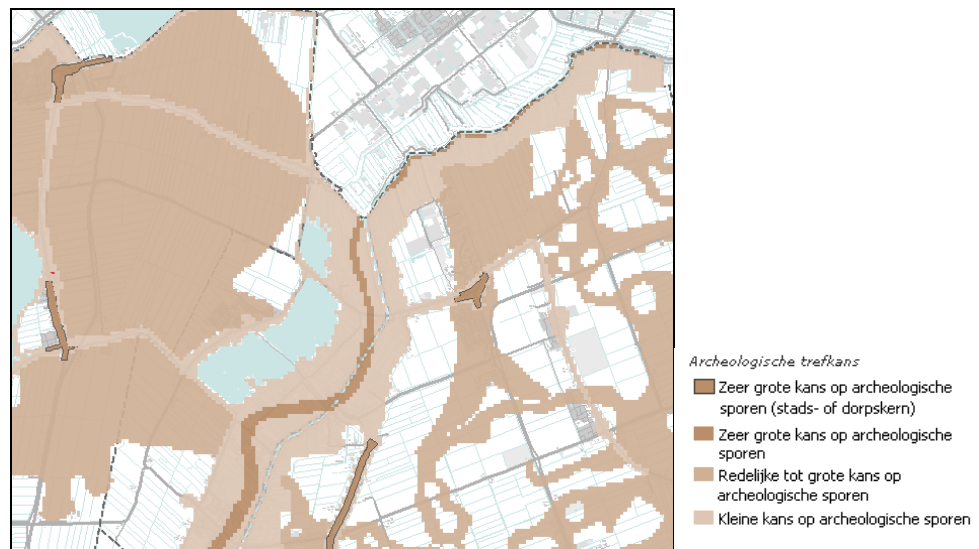 Archeologische trefkans
Zeer grote kans op archeologische
sporen (stads- of dorpskern)
Zeer grote kans op archeologische
sporen
Redelijke tot grote kans op
archeologische sporen
Kleine kans op archeologische sporen